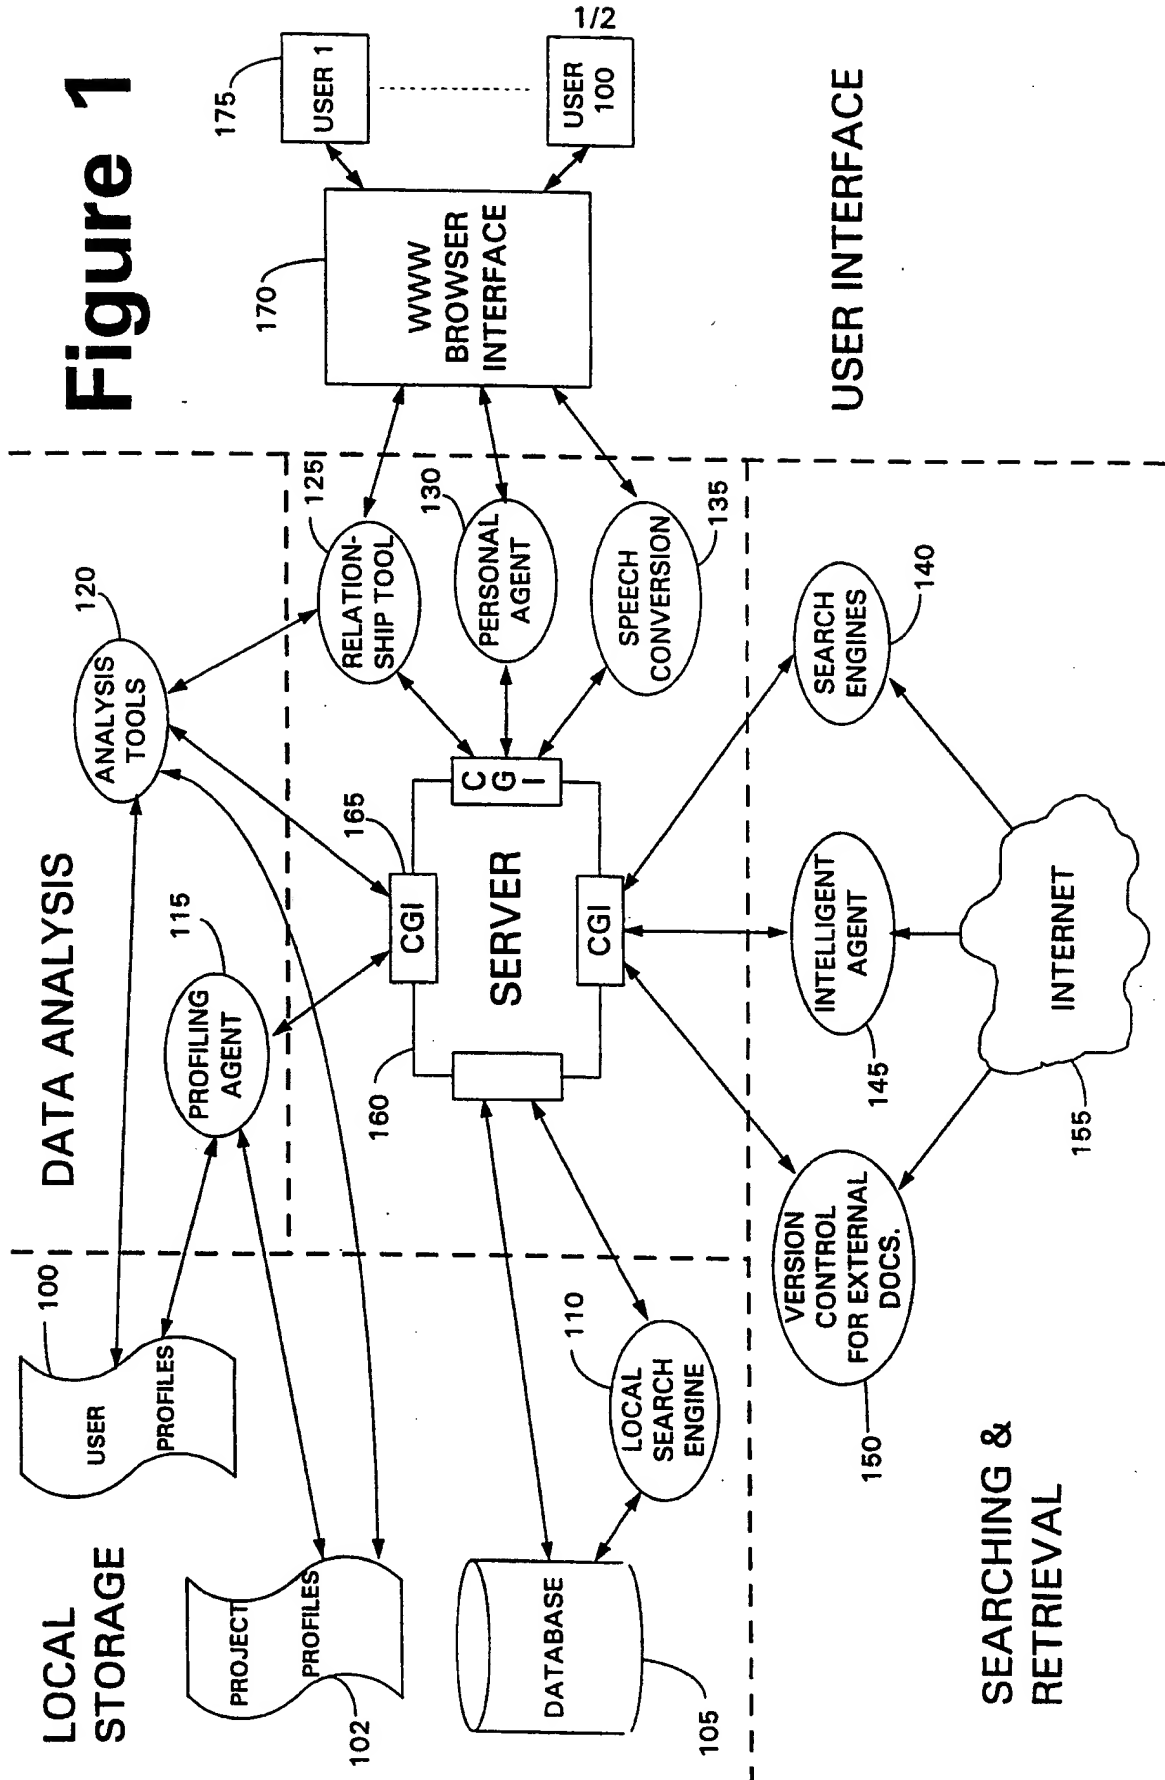 1/2
Figure 1
LOCAL
STORAGE
DATA ANALYSIS
USER INTERFACE
SEARCHING &
RETRIEVAL
USER
PROFILES
100
PROJECT
PROFILES
102
DATABASE
105
LOCAL
SEARCH
ENGINE
110
PROFILING
AGENT
115
ANALYSIS
TOOLS
120
RELATION-
SHIP TOOL
125
PERSONAL
AGENT
130
SPEECH
CONVERSION
135
SEARCH
ENGINES
140
INTELLIGENT
AGENT
145
VERSION
CONTROL
FOR EXTERNAL
DOCS.
150
INTERNET
155
SERVER
160
CGI
165
CGI
CGI
WWW
BROWSER
INTERFACE
170
USER 1
175
USER
100